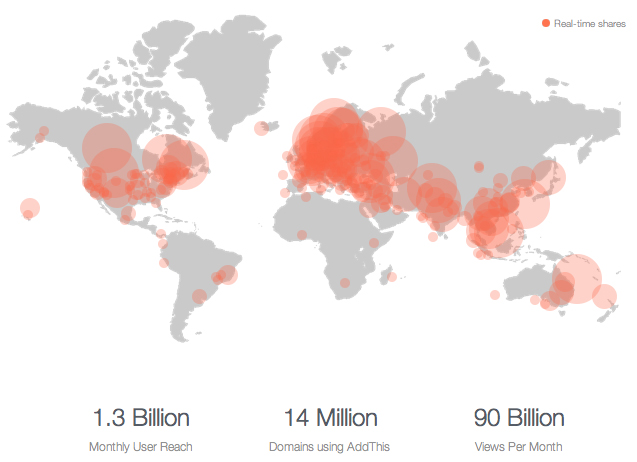 Real-time shares
1.3 Billion
14 Million
90 Billion
Monthly User Reach
Domains using AddThis
Views Per Month